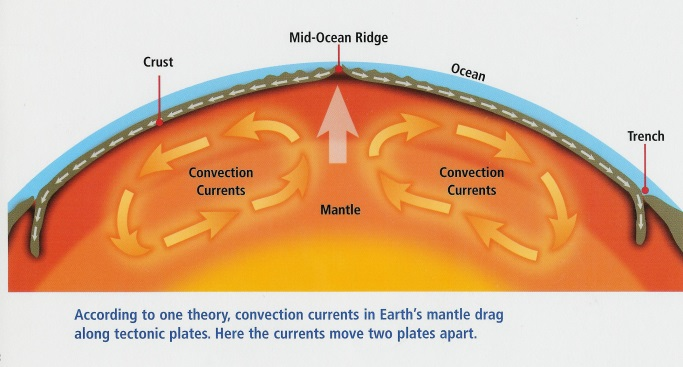 Mid-Ocean Ridge
Crust
Ocean
Trench
Convection
Currents
Convection
Currents
Mantle
According to one theory, convection currents in Earth's mantle drag
along tectonic plates. Here the currents move two plates apart.